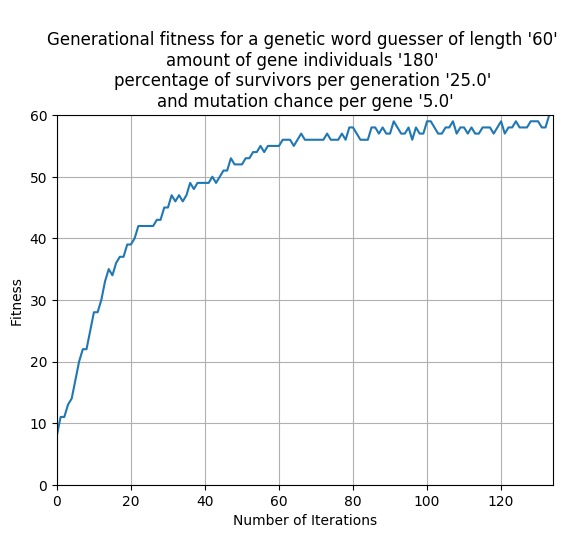 Generational fitness for a genetic word guesser of length '60'
amount of gene individuals '180'
percentage of survivors per generation '25.0'
and mutation chance per gene '5.0'
60
50
40
30
20
10
0
Fitness
0 20 40 60 80 100 120
Number of Iterations